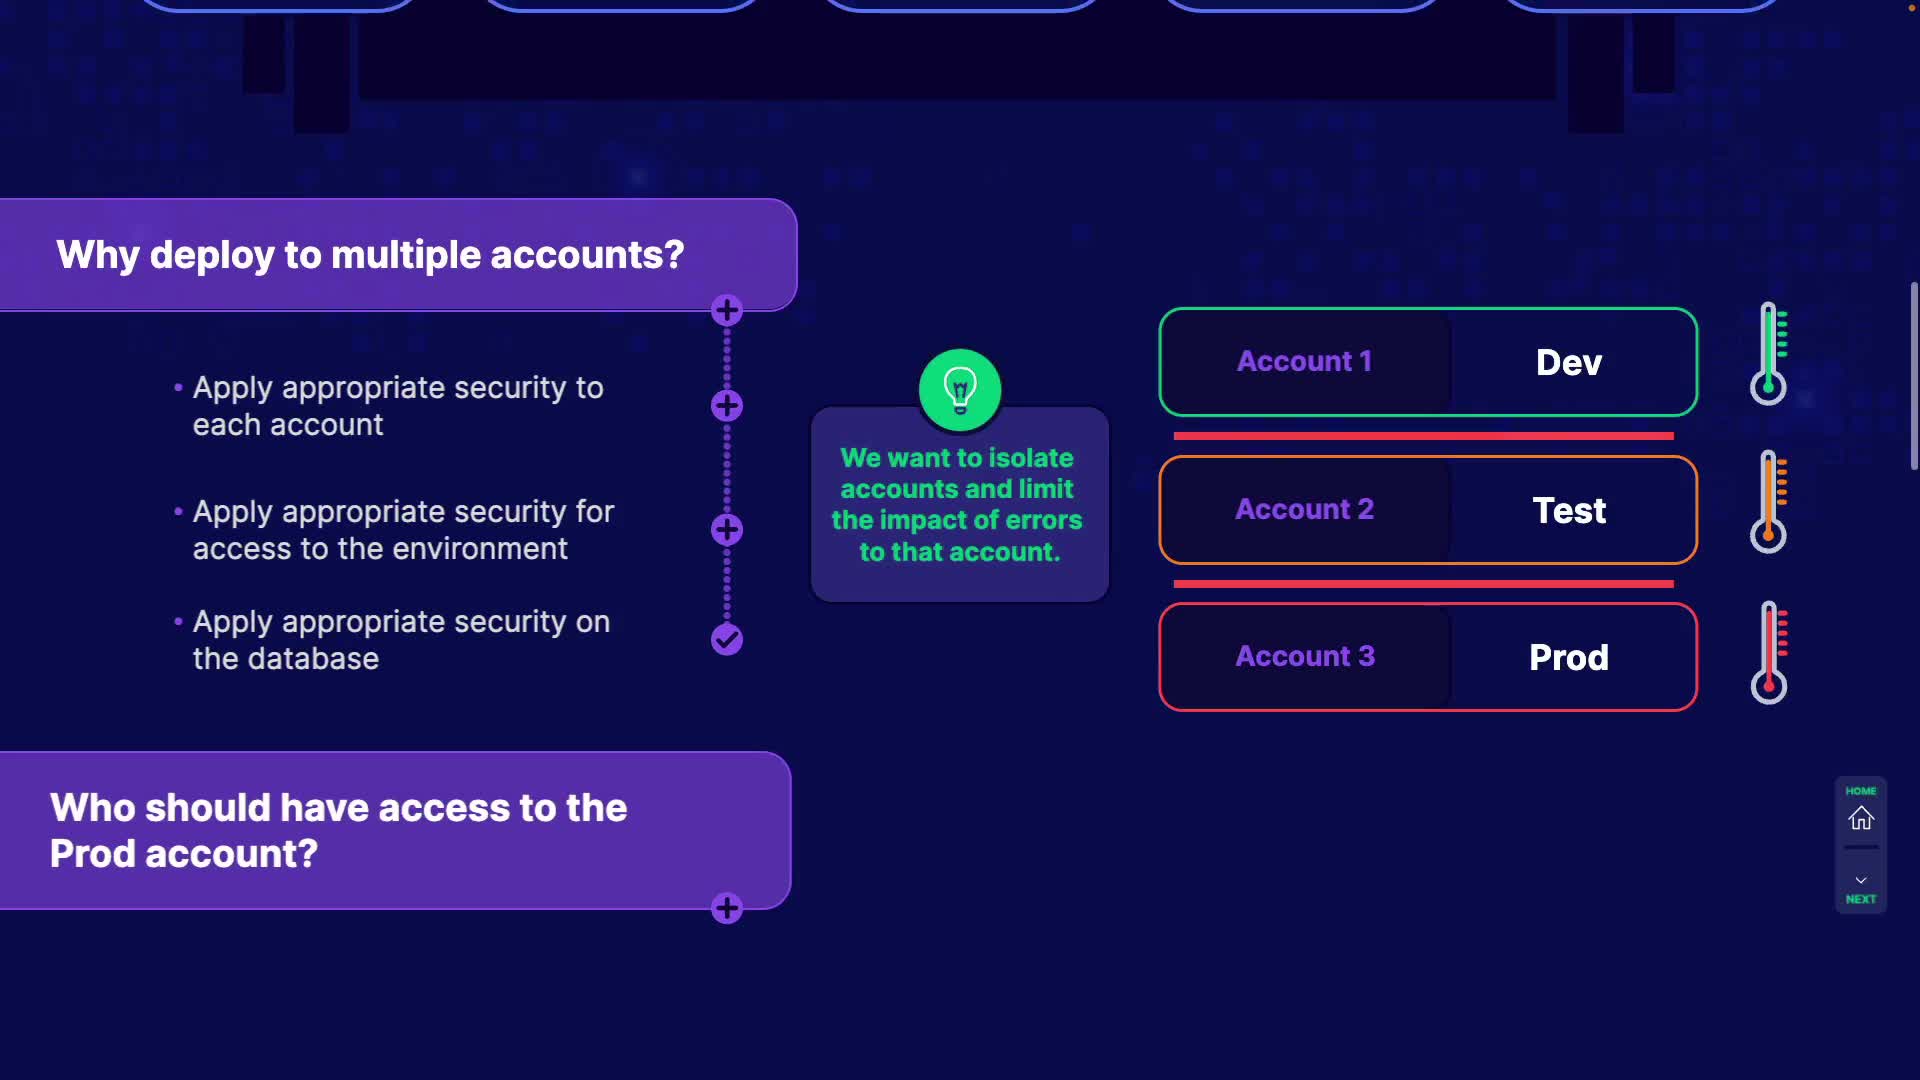 Why deploy to multiple accounts?
• Apply appropriate security to
each account
• Apply appropriate security for
access to the environment
• Apply appropriate security on
the database
We want to isolate
accounts and limit
the impact of errors
to that account.
Account 1 Dev
Account 2 Test
Account 3 Prod
Who should have access to the
Prod account?
HOME
NEXT